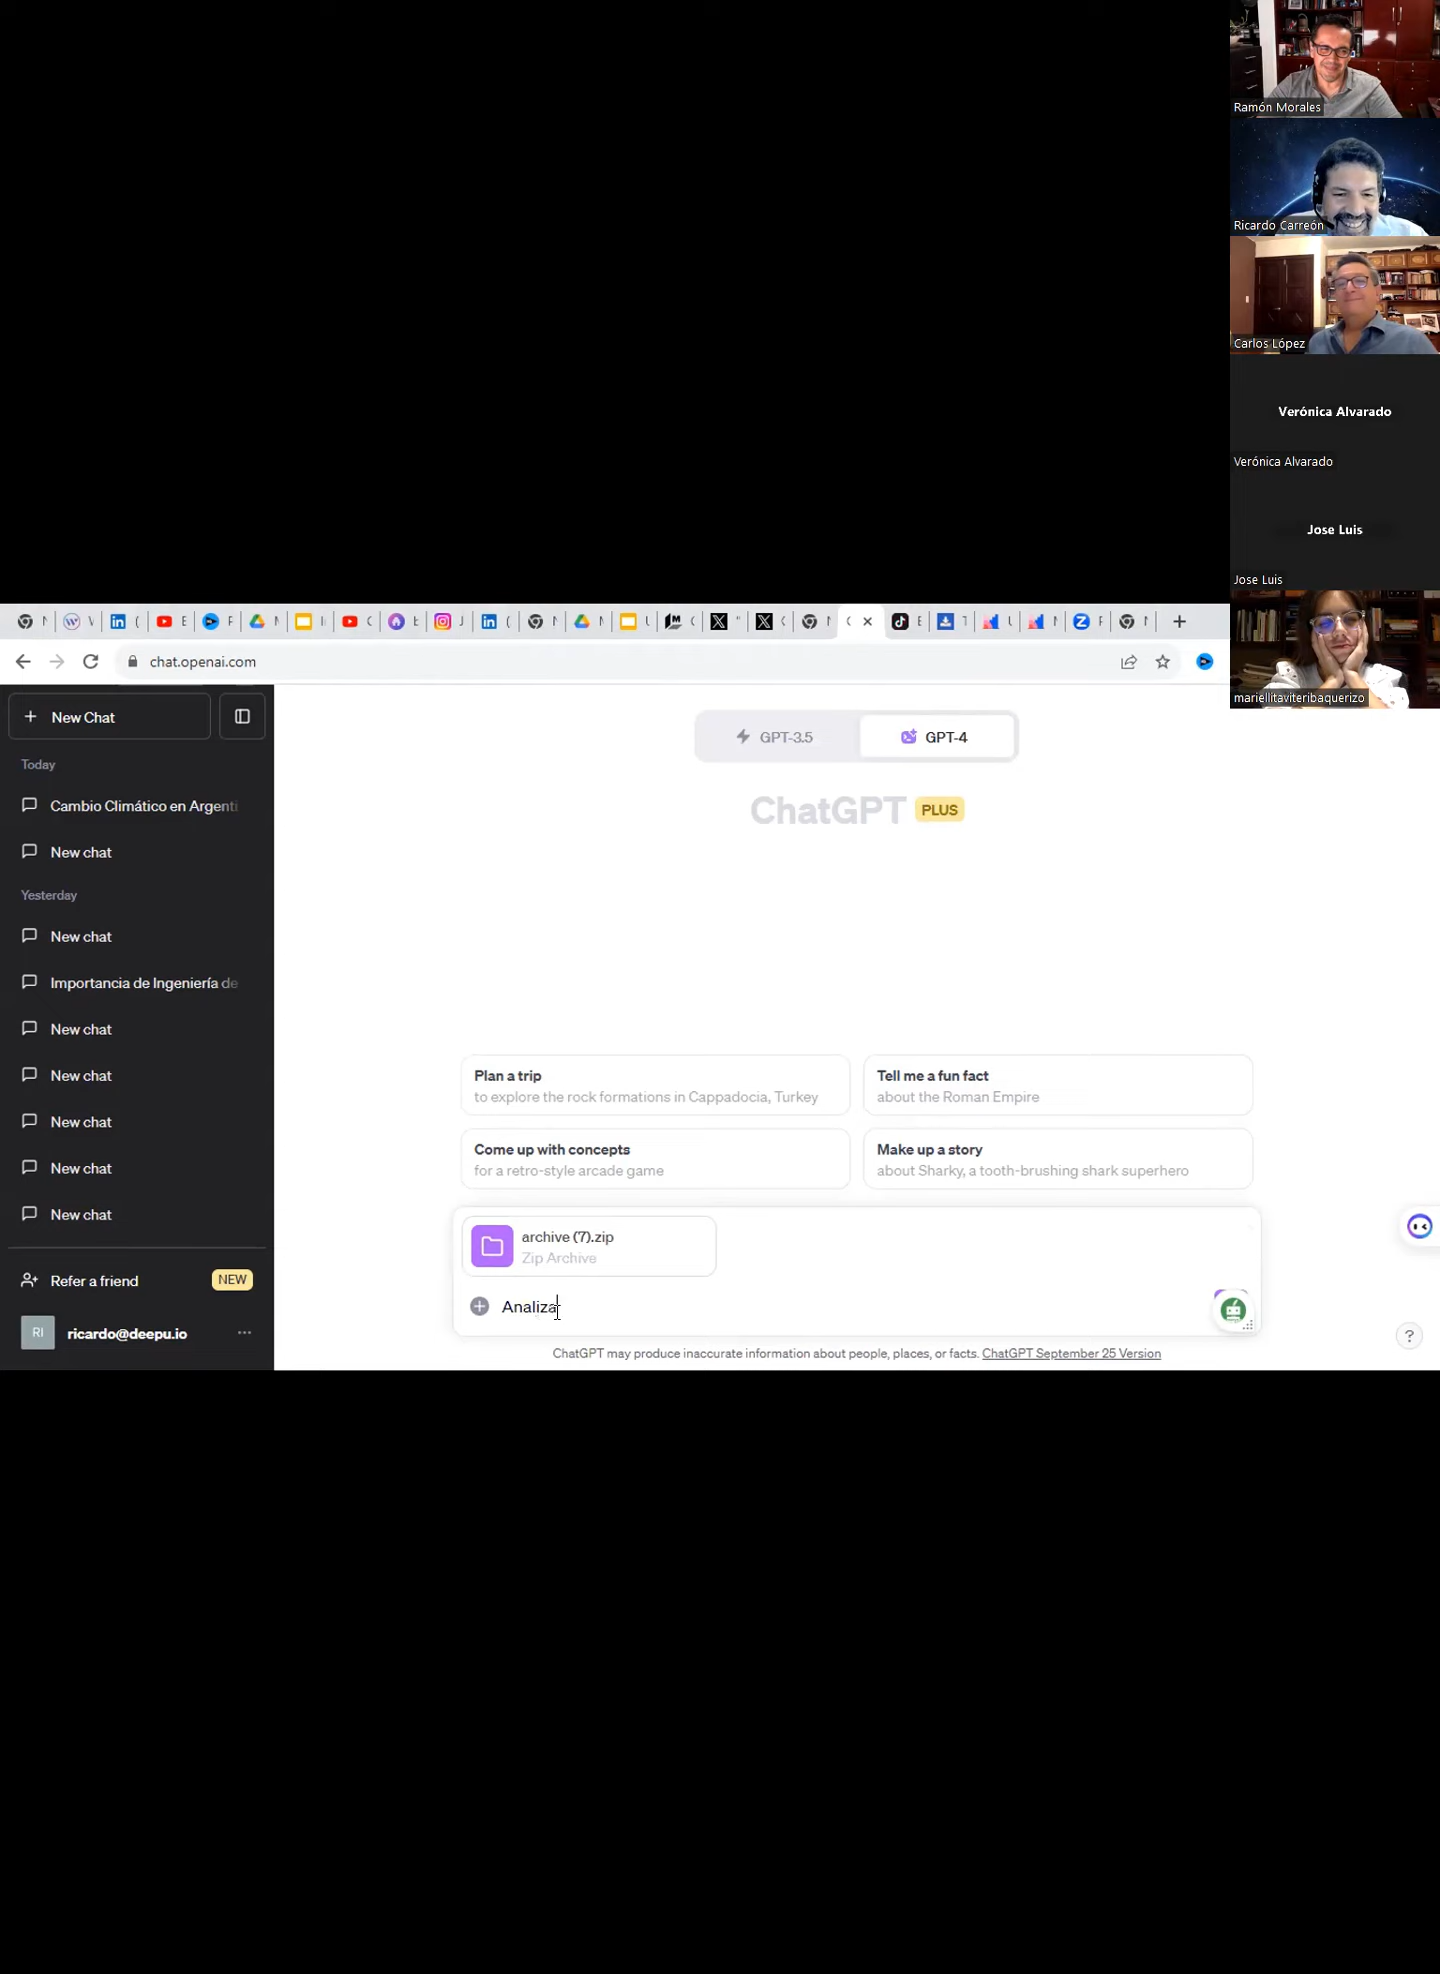 Ramón Morales
Ricardo Carreón
Carlos López
Verónica Alvarado
Verónica Alvarado
Jose Luis
Jose Luis
mariellitaviteribaquerizo
chat.openai.com
New Chat
Today
Cambio Climático en Argenti
New chat
Yesterday
New chat
Importancia de Ingeniería de
New chat
New chat
New chat
New chat
New chat
Refer a friend NEW
RI ricardo@deepu.io
GPT-3.5 GPT-4
ChatGPT PLUS
Plan a trip
to explore the rock formations in Cappadocia, Turkey
Tell me a fun fact
about the Roman Empire
Come up with concepts
for a retro-style arcade game
Make up a story
about Sharky, a tooth-brushing shark superhero
archive (7).zip
Zip Archive
Analiza
ChatGPT may produce inaccurate information about people, places, or facts. ChatGPT September 25 Version
?